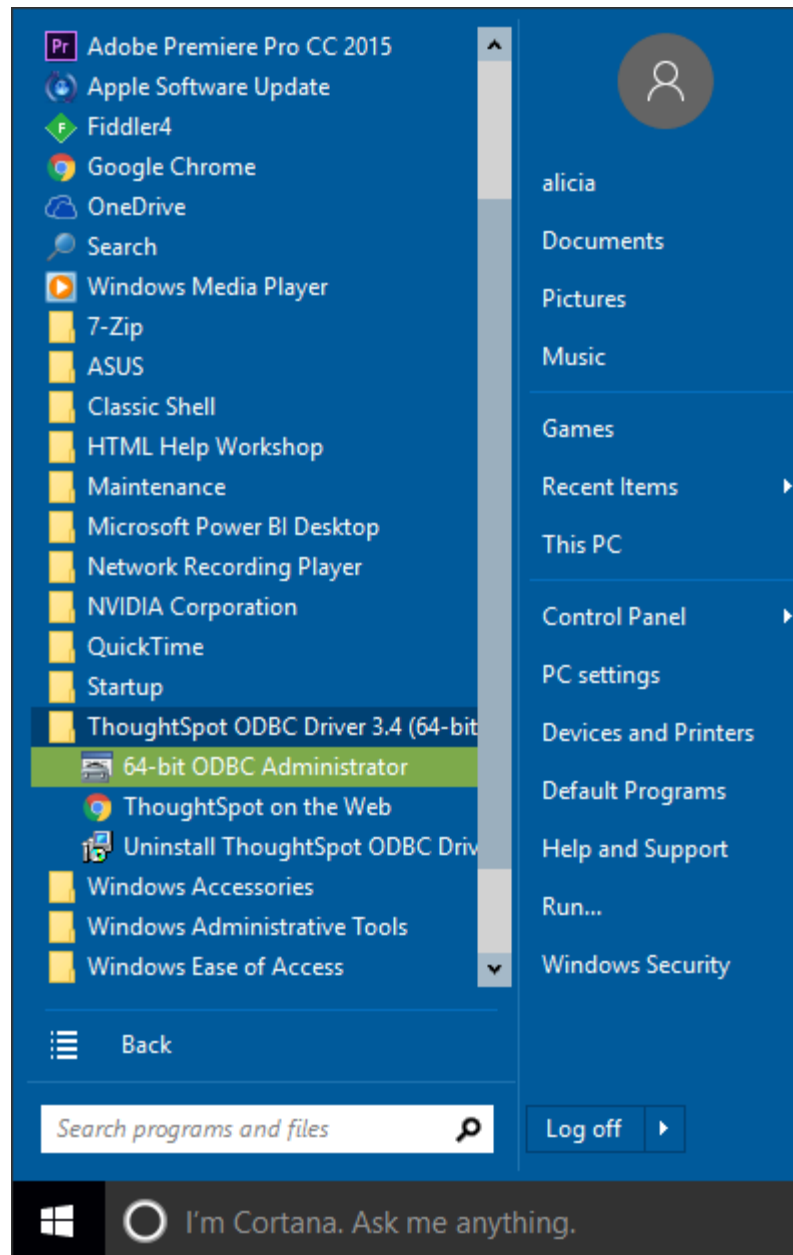 Pr Adobe Premiere Pro CC 2015
Apple Software Update
F Fiddler4
Google Chrome
OneDrive
Search
Windows Media Player
7-Zip
ASUS
Classic Shell
HTML Help Workshop
Maintenance
Microsoft Power BI Desktop
Network Recording Player
NVIDIA Corporation
QuickTime
Startup
ThoughtSpot ODBC Driver 3.4 (64-bit
64-bit ODBC Administrator
ThoughtSpot on the Web
Uninstall ThoughtSpot ODBC Driv
Windows Accessories
Windows Administrative Tools
Windows Ease of Access
Back
Search programs and files
alicia
Documents
Pictures
Music
Games
Recent Items
This PC
Control Panel
PC settings
Devices and Printers
Default Programs
Help and Support
Run...
Windows Security
Log off
I'm Cortana. Ask me anything.